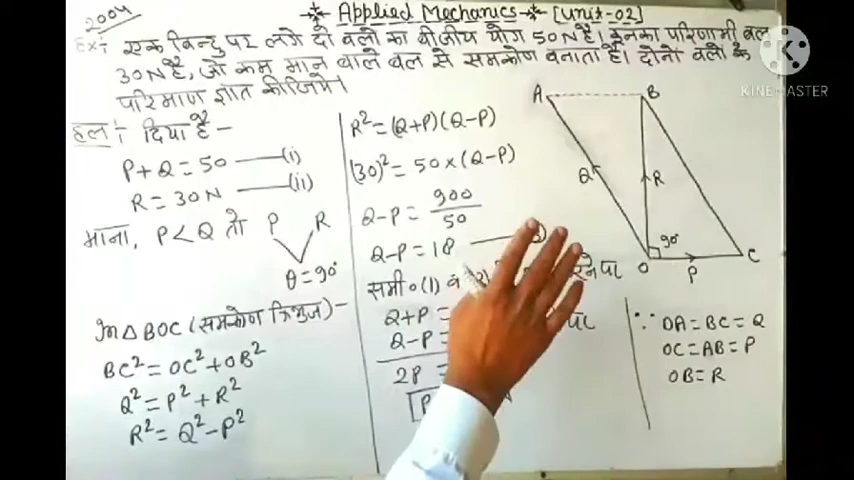 Applied Mechanics [Unit-02]
2004
Ex: एक बिन्दु पर लगे दो बलो का बीजीय योग 50N है। इनका परिणामी बल
30N है, जो कम मान वाले बल से समकोण बनाता है। दोनो बलो के
परिमाण ज्ञात कीजिये।
हल: दिया है -
P+Q = 50 — (i)
R = 30N — (ii)
माना, P<Q तो
P R
θ = 90°
In △BOC (समकोण त्रिभुज) -
BC² = OC² + OB²
Q² = P² + R²
R² = Q² - P²
R² = (Q+P) (Q-P)
(30)² = 50 × (Q-P)
Q-P = 900/50
Q-P = 18
समी० (1) व
Q+P =
Q-P =
2P =
A B
Q R
90°
O P C
∵ OA = BC = Q
OC = AB = P
OB = R
KINEMASTER